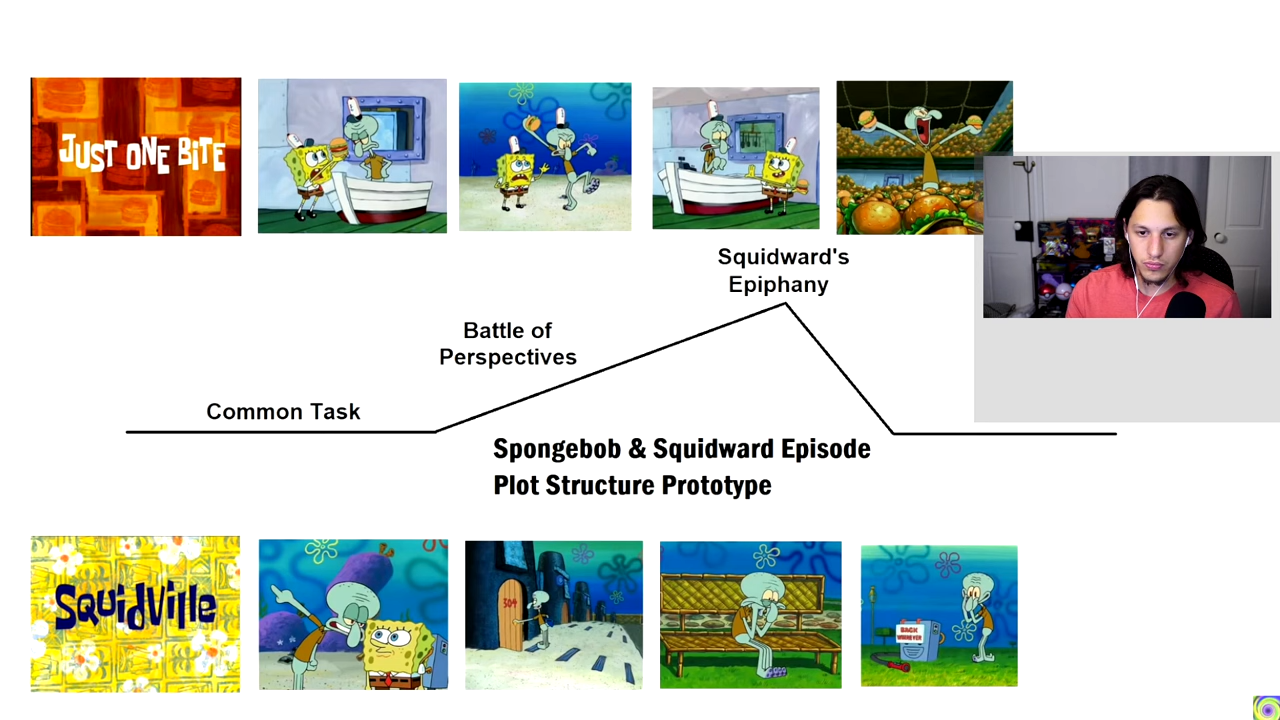 JUST ONE BITE
Squidward's
Epiphany
Battle of
Perspectives
Common Task
Spongebob & Squidward Episode
Plot Structure Prototype
SQUIDVILLE
304
BACK
WHENEVER